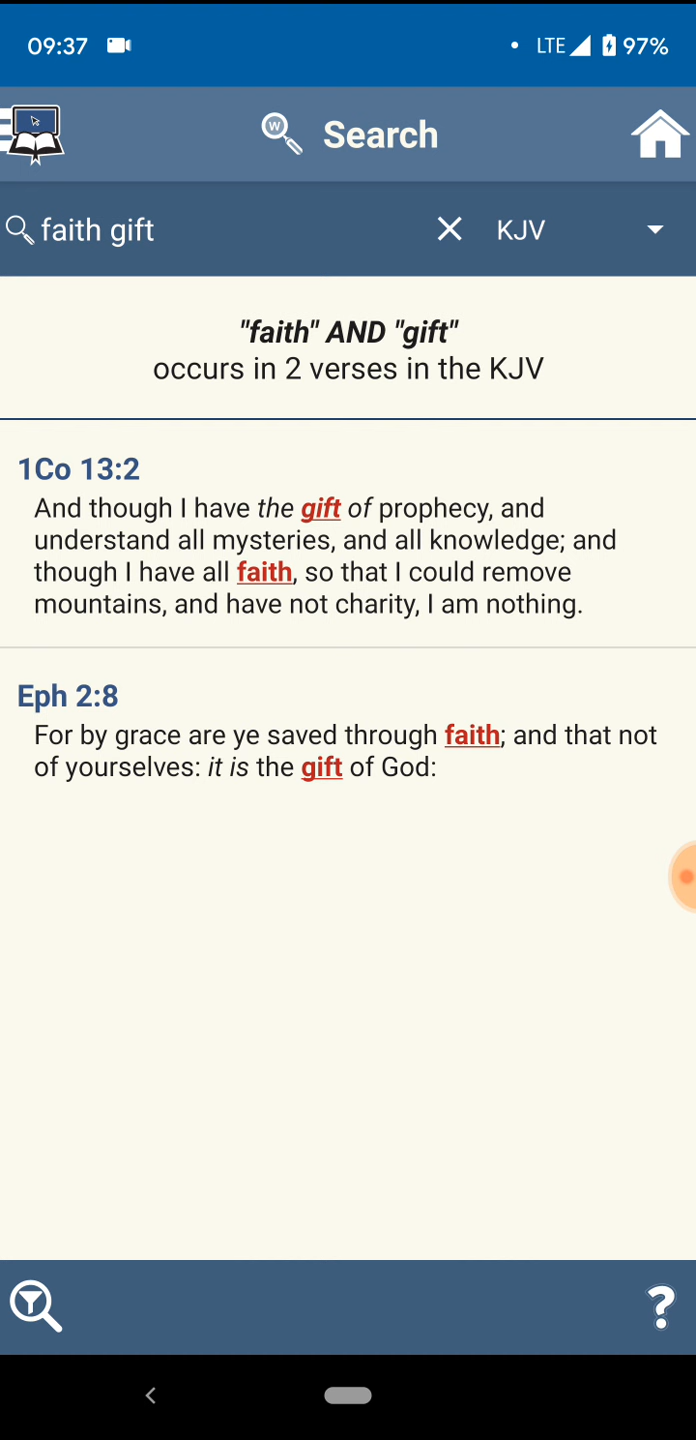 09:37
LTE 97%
W
Search
faith gift
KJV
"faith" AND "gift"
occurs in 2 verses in the KJV
1Co 13:2
And though I have the gift of prophecy, and
understand all mysteries, and all knowledge; and
though I have all faith, so that I could remove
mountains, and have not charity, I am nothing.
Eph 2:8
For by grace are ye saved through faith; and that not
of yourselves: it is the gift of God:
?